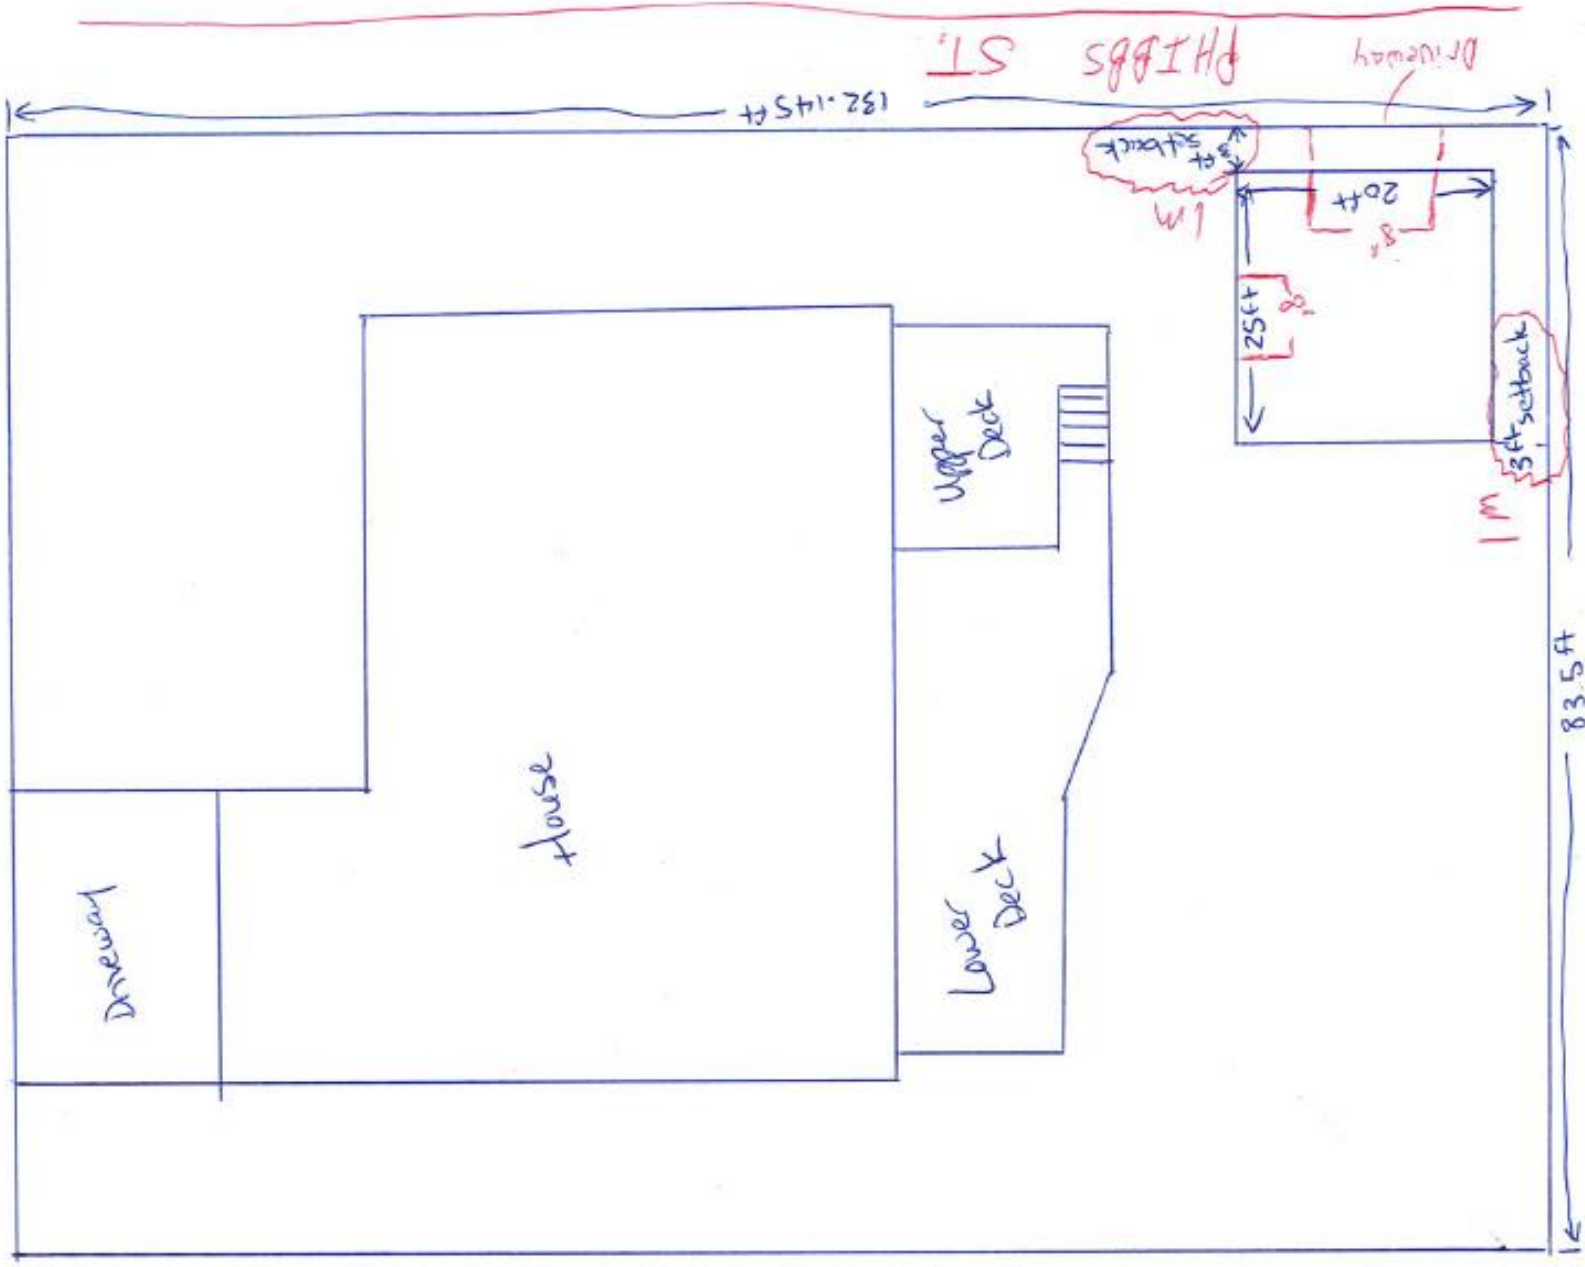 PHIBBS ST.
Driveway
132.145 ft
3 ft
setback
1M
20 ft
8'
25 ft
8'
3 ft setback
1M
83.5 ft
Upper
Deck
House
Lower
Deck
Driveway